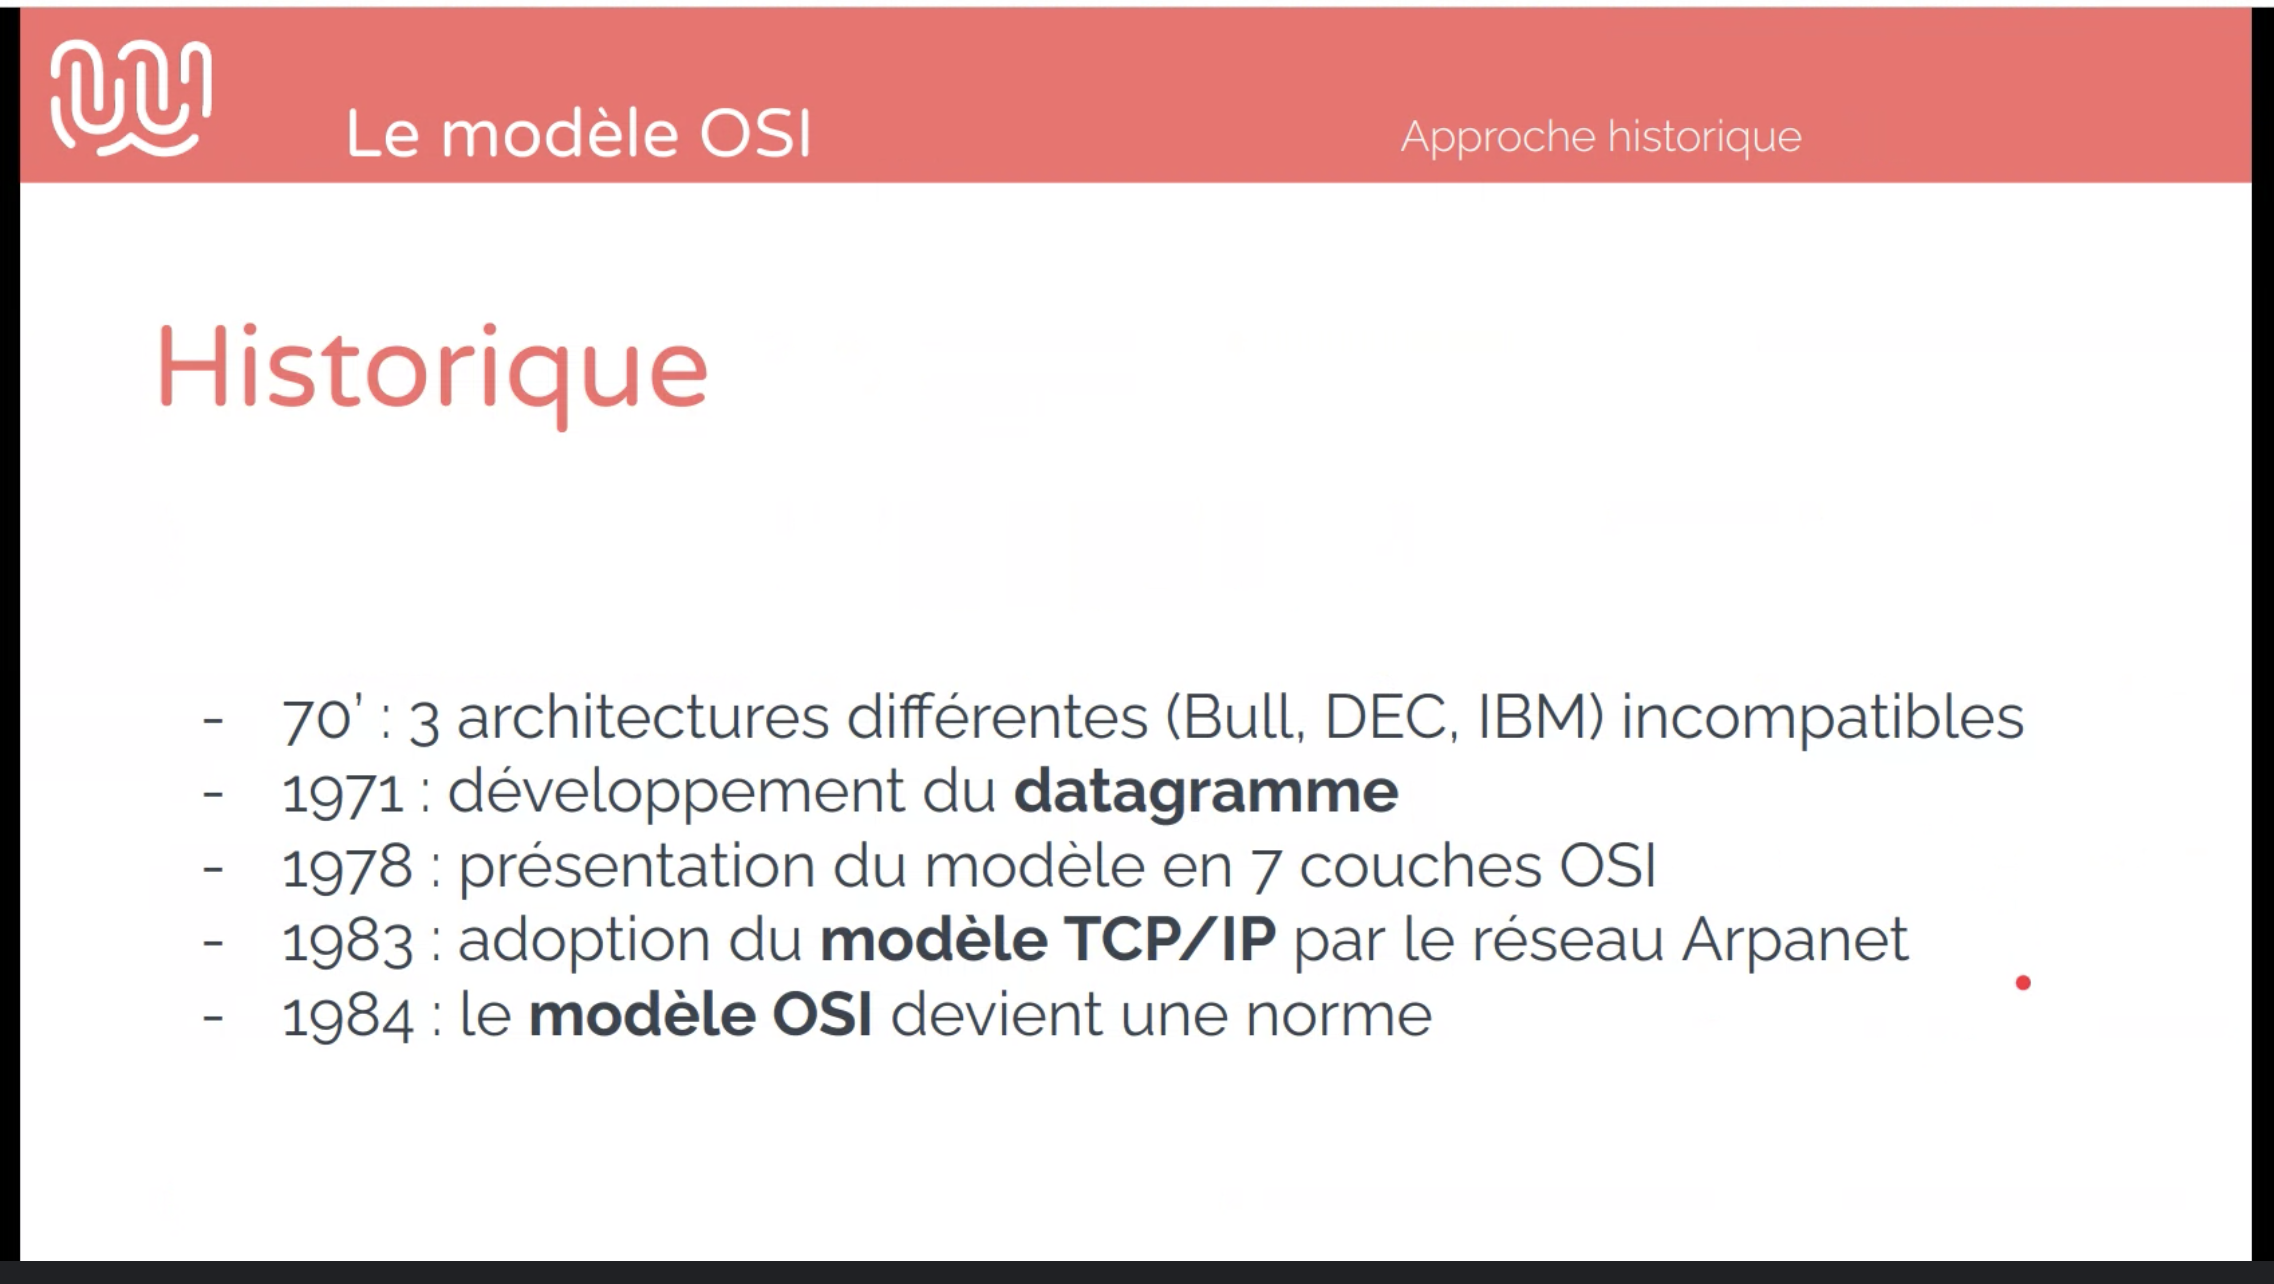 Le modèle OSI
Approche historique
Historique
- 70’ : 3 architectures différentes (Bull, DEC, IBM) incompatibles
- 1971 : développement du datagramme
- 1978 : présentation du modèle en 7 couches OSI
- 1983 : adoption du modèle TCP/IP par le réseau Arpanet
- 1984 : le modèle OSI devient une norme